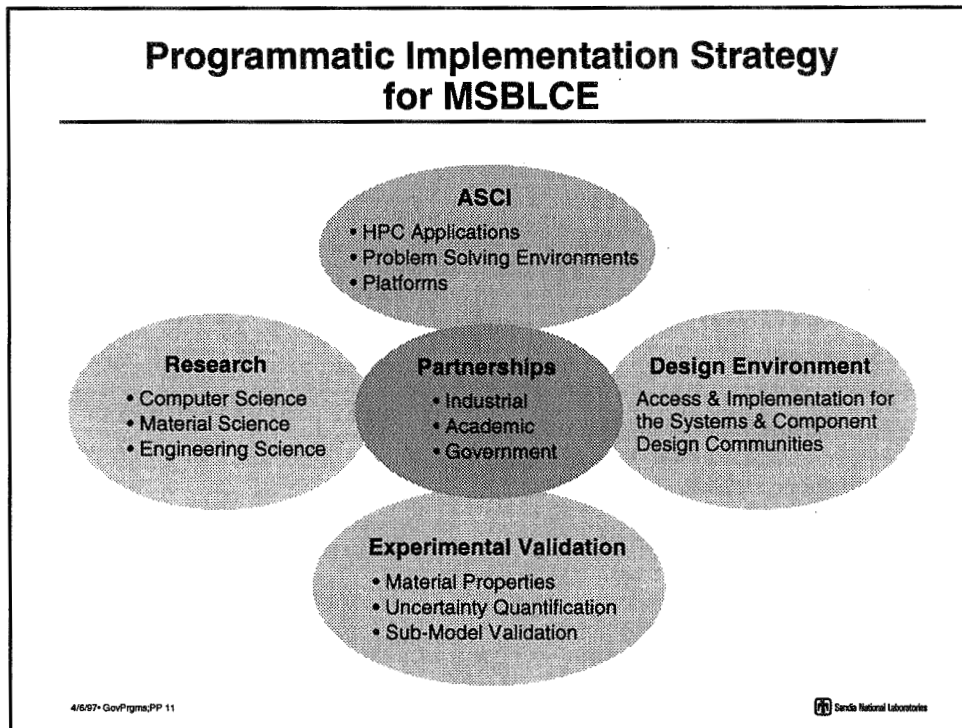 Programmatic Implementation Strategy
for MSBLCE
ASCI
• HPC Applications
• Problem Solving Environments
• Platforms
Research
• Computer Science
• Material Science
• Engineering Science
Partnerships
• Industrial
• Academic
• Government
Design Environment
Access & Implementation for
the Systems & Component
Design Communities
Experimental Validation
• Material Properties
• Uncertainty Quantification
• Sub-Model Validation
4/6/97• GovPrgms;PP 11
Sandia National Laboratories